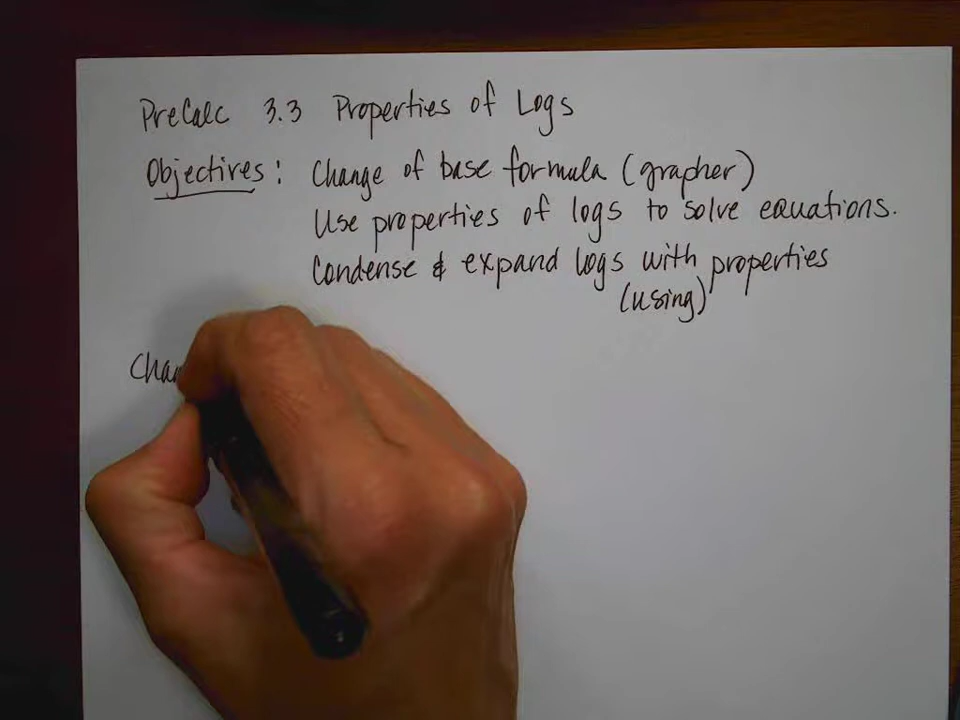 PreCalc 3.3 Properties of Logs
Objectives: Change of base formula (grapher)
Use properties of logs to solve equations.
Condense & expand logs with properties
(using)
Chan